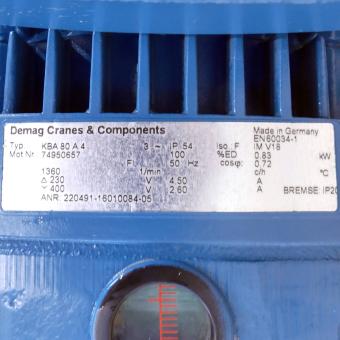 Demag Cranes & Components Made in Germany
EN60034-1
Typ KBA 80 A 4 3 ~ IP 54 Iso. F IM V18
Mot Nr. 74950657 100 %ED 0.83 kW
F/ 50 Hz cosφ: 0.72
1360 1/min c/h °C
Δ 230 V 4,50 A
Y 400 V 2,60 A BREMSE: IP20
ANR. 220491-16010084-05